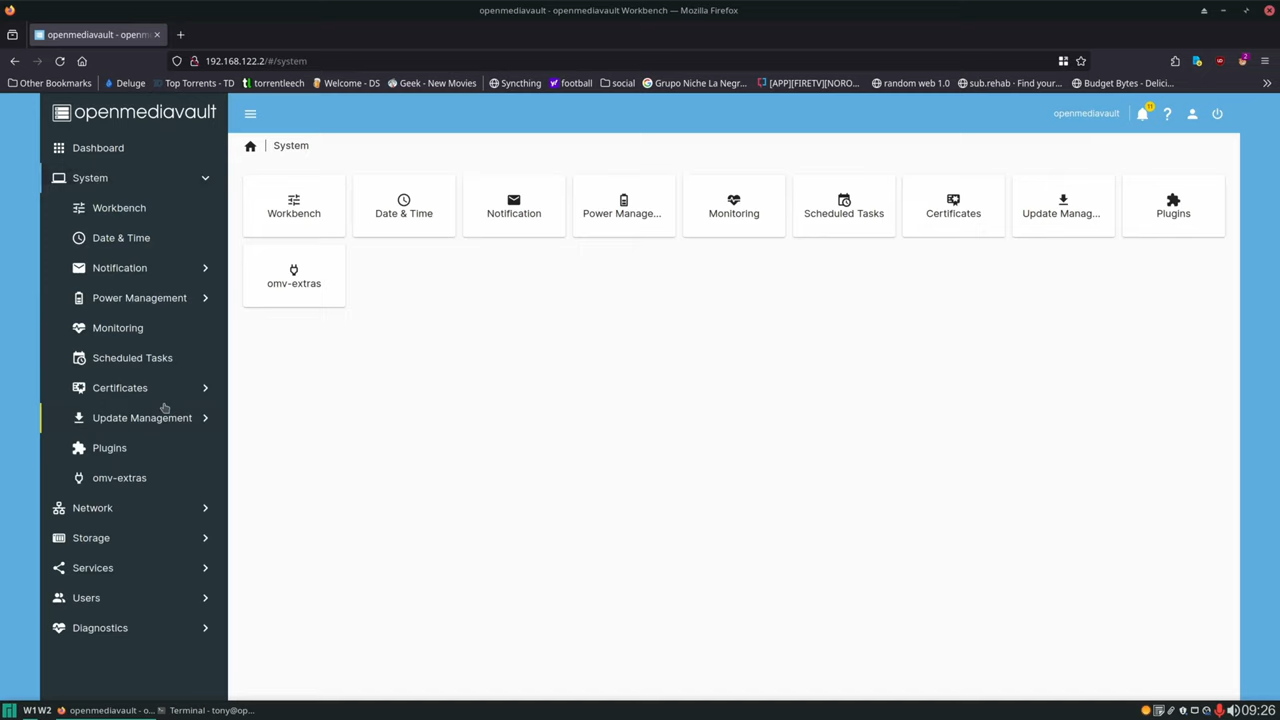 openmediavault - openmediavault Workbench — Mozilla Firefox
openmediavault - openm
192.168.122.2/#/system
Other Bookmarks
Deluge
Top Torrents - TD
torrentleech
Welcome - DS
Geek - New Movies
Syncthing
football
social
Grupo Niche La Negr...
[APP][FIRETV][NORO...
random web 1.0
sub.rehab - Find your...
Budget Bytes - Delici...
openmediavault
openmediavault
11
?
Dashboard
System
Workbench
Date & Time
Notification
Power Management
Monitoring
Scheduled Tasks
Certificates
Update Management
Plugins
omv-extras
Network
Storage
Services
Users
Diagnostics
System
Workbench
Date & Time
Notification
Power Manage...
Monitoring
Scheduled Tasks
Certificates
Update Manag...
Plugins
omv-extras
W1W2
openmediavault - o...
Terminal - tony@op...
09:26